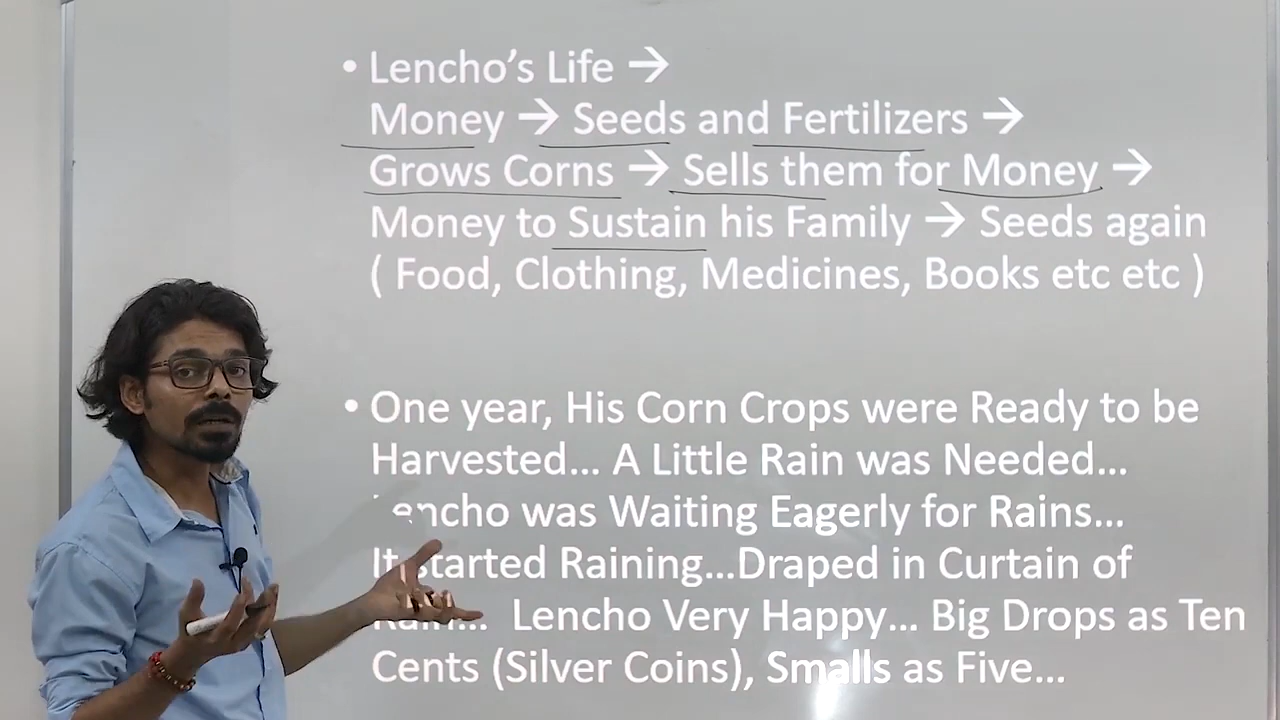 • Lencho's Life →
Money → Seeds and Fertilizers →
Grows Corns → Sells them for Money →
Money to Sustain his Family → Seeds again
( Food, Clothing, Medicines, Books etc etc )
• One year, His Corn Crops were Ready to be
Harvested... A Little Rain was Needed...
Lencho was Waiting Eagerly for Rains...
It started Raining...Draped in Curtain of
Rain... Lencho Very Happy... Big Drops as Ten
Cents (Silver Coins), Smalls as Five...